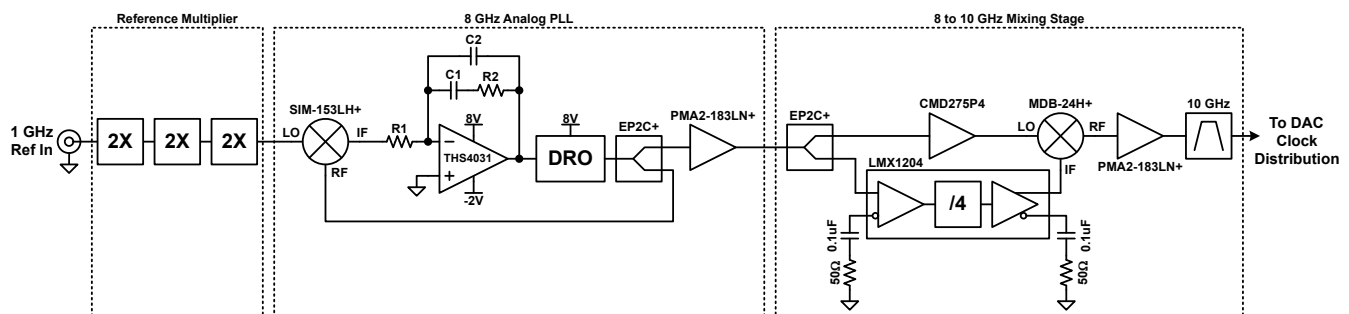 Reference Multiplier
8 GHz Analog PLL
8 to 10 GHz Mixing Stage
1 GHz
Ref In
2X
2X
2X
SIM-153LH+
LO
IF
RF
R1
C2
C1
R2
8V
THS4031
-2V
8V
DRO
EP2C+
PMA2-183LN+
EP2C+
CMD275P4
MDB-24H+
LO
RF
IF
LMX1204
/4
0.1uF
50Ω
0.1uF
50Ω
PMA2-183LN+
10 GHz
To DAC
Clock
Distribution